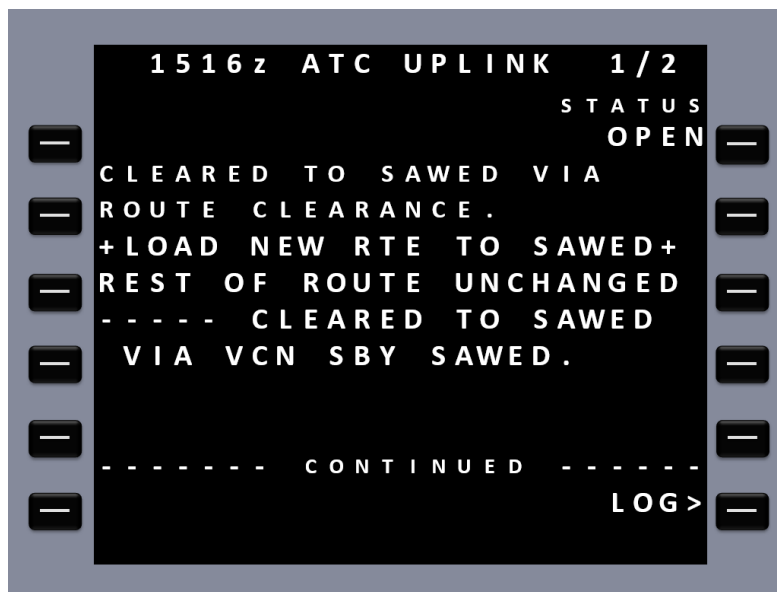 1516z ATC UPLINK 1/2
STATUS
OPEN
CLEARED TO SAWED VIA
ROUTE CLEARANCE.
+LOAD NEW RTE TO SAWED+
REST OF ROUTE UNCHANGED
----- CLEARED TO SAWED
VIA VCN SBY SAWED.
------- CONTINUED ------
LOG>